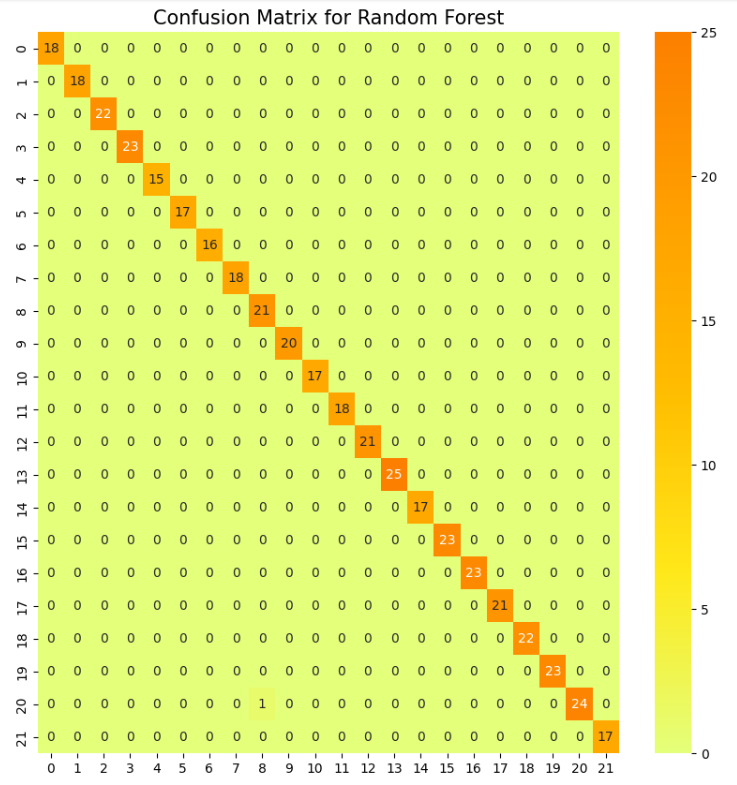 Confusion Matrix for Random Forest
0 18 0 0 0 0 0 0 0 0 0 0 0 0 0 0 0 0 0 0 0 0 0
1 0 18 0 0 0 0 0 0 0 0 0 0 0 0 0 0 0 0 0 0 0 0
2 0 0 22 0 0 0 0 0 0 0 0 0 0 0 0 0 0 0 0 0 0 0
3 0 0 0 23 0 0 0 0 0 0 0 0 0 0 0 0 0 0 0 0 0 0
4 0 0 0 0 15 0 0 0 0 0 0 0 0 0 0 0 0 0 0 0 0 0
5 0 0 0 0 0 17 0 0 0 0 0 0 0 0 0 0 0 0 0 0 0 0
6 0 0 0 0 0 0 16 0 0 0 0 0 0 0 0 0 0 0 0 0 0 0
7 0 0 0 0 0 0 0 18 0 0 0 0 0 0 0 0 0 0 0 0 0 0
8 0 0 0 0 0 0 0 0 21 0 0 0 0 0 0 0 0 0 0 0 0 0
9 0 0 0 0 0 0 0 0 0 20 0 0 0 0 0 0 0 0 0 0 0 0
10 0 0 0 0 0 0 0 0 0 0 17 0 0 0 0 0 0 0 0 0 0 0
11 0 0 0 0 0 0 0 0 0 0 0 18 0 0 0 0 0 0 0 0 0 0
12 0 0 0 0 0 0 0 0 0 0 0 0 21 0 0 0 0 0 0 0 0 0
13 0 0 0 0 0 0 0 0 0 0 0 0 0 25 0 0 0 0 0 0 0 0
14 0 0 0 0 0 0 0 0 0 0 0 0 0 0 17 0 0 0 0 0 0 0
15 0 0 0 0 0 0 0 0 0 0 0 0 0 0 0 23 0 0 0 0 0 0
16 0 0 0 0 0 0 0 0 0 0 0 0 0 0 0 0 23 0 0 0 0 0
17 0 0 0 0 0 0 0 0 0 0 0 0 0 0 0 0 0 21 0 0 0 0
18 0 0 0 0 0 0 0 0 0 0 0 0 0 0 0 0 0 0 22 0 0 0
19 0 0 0 0 0 0 0 0 0 0 0 0 0 0 0 0 0 0 0 23 0 0
20 0 0 0 0 0 0 0 0 1 0 0 0 0 0 0 0 0 0 0 0 24 0
21 0 0 0 0 0 0 0 0 0 0 0 0 0 0 0 0 0 0 0 0 0 17
0 1 2 3 4 5 6 7 8 9 10 11 12 13 14 15 16 17 18 19 20 21
25
20
15
10
5
0